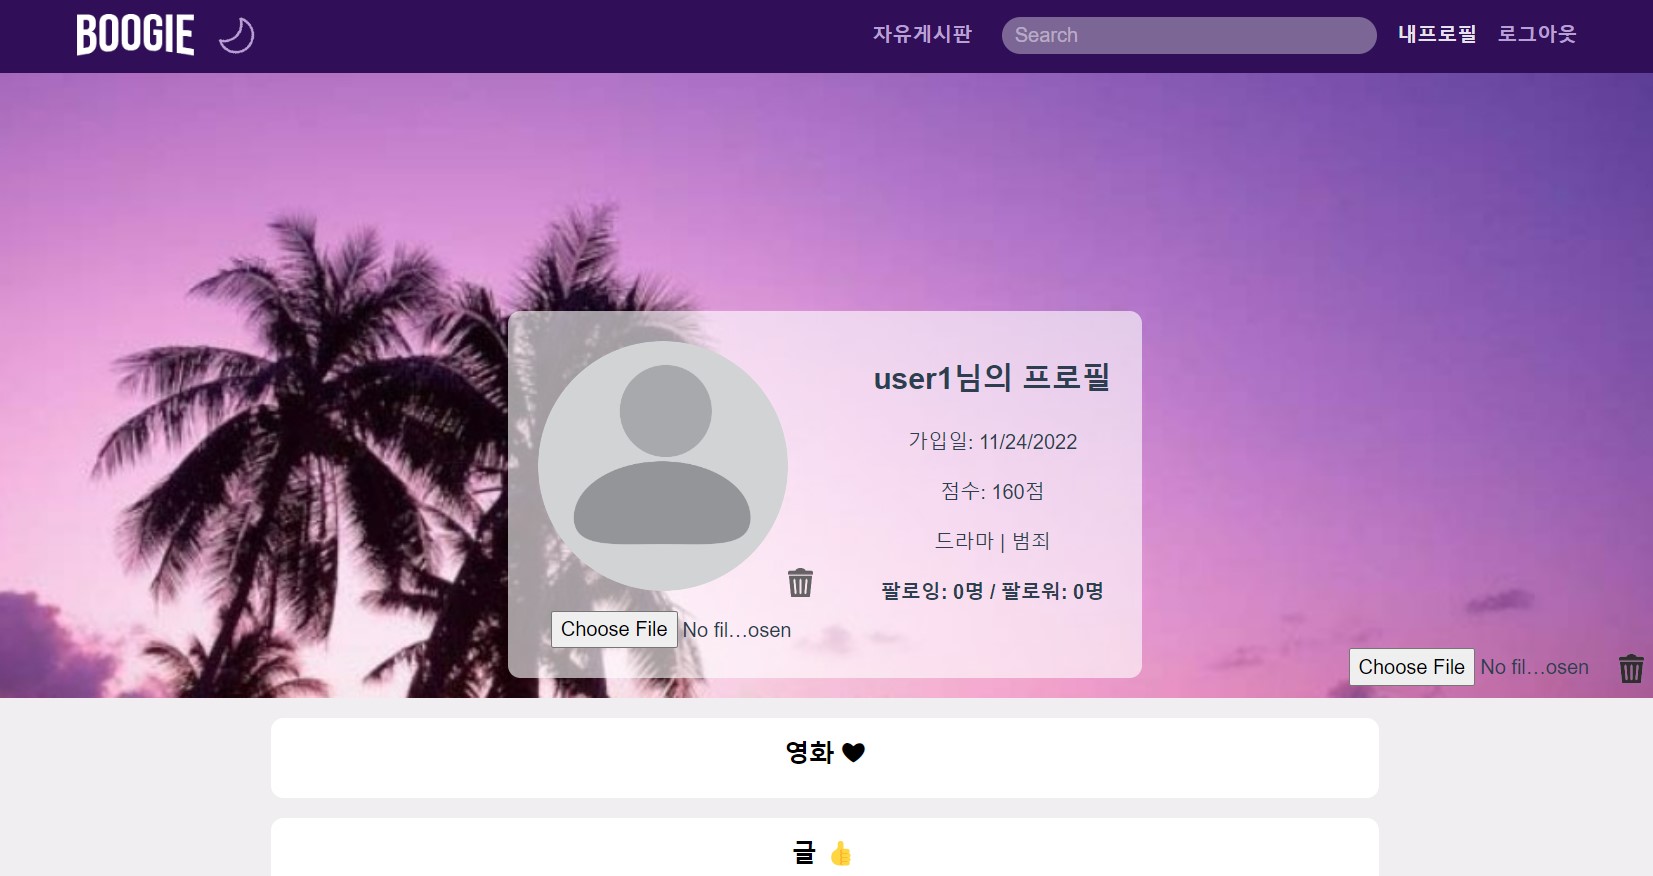 BOOGIE 자유게시판 Search 내프로필 로그아웃
user1님의 프로필
가입일: 11/24/2022
점수: 160점
드라마 | 범죄
팔로잉: 0명 / 팔로워: 0명
Choose File No fil...osen
Choose File No fil...osen
영화 🖤
글 👍